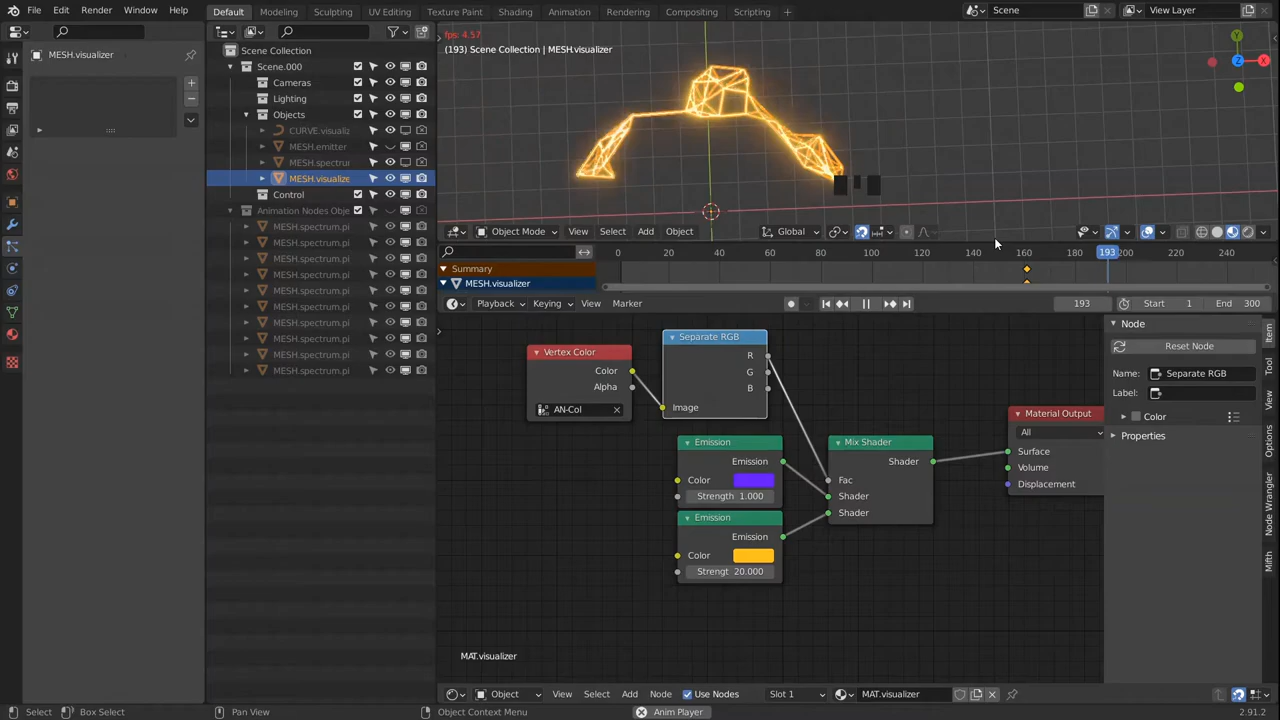 File Edit Render Window Help
Default Modeling Sculpting UV Editing Texture Paint Shading Animation Rendering Compositing Scripting
Scene
View Layer
MESH.visualizer
Scene Collection
Scene.000
Cameras
Lighting
Objects
CURVE.visualiz
MESH.emitter
MESH.spectrur
MESH.visualize
Control
Animation Nodes Obje
MESH.spectrum.pi
MESH.spectrum.pi
MESH.spectrum.pi
MESH.spectrum.pi
MESH.spectrum.pi
MESH.spectrum.pi
MESH.spectrum.pi
MESH.spectrum.pi
MESH.spectrum.pi
MESH.spectrum.pi
fps: 4.57
(193) Scene Collection | MESH.visualizer
Object Mode View Select Add Object Global
0 20 40 60 80 100 120 140 160 180 193 200 220 240
Summary
MESH.visualizer
Playback Keying View Marker 193 Start 1 End 300
Vertex Color
Color
Alpha
AN-Col
Separate RGB
R
G
B
Image
Emission
Emission
Color
Strength 1.000
Emission
Emission
Color
Strengt 20.000
Mix Shader
Shader
Fac
Shader
Shader
Material Output
All
Surface
Volume
Displacement
Node
Reset Node
Name: Separate RGB
Label:
Color
Properties
Item
Tool
View
Options
Node Wrangler
Mifth
MAT.visualizer
Object View Select Add Node Use Nodes Slot 1 MAT.visualizer
Select Box Select Pan View Object Context Menu Anim Player 2.91.2